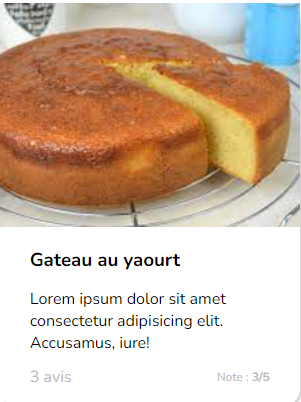 Gateau au yaourt
Lorem ipsum dolor sit amet
consectetur adipisicing elit.
Accusamus, iure!
3 avis
Note : 3/5